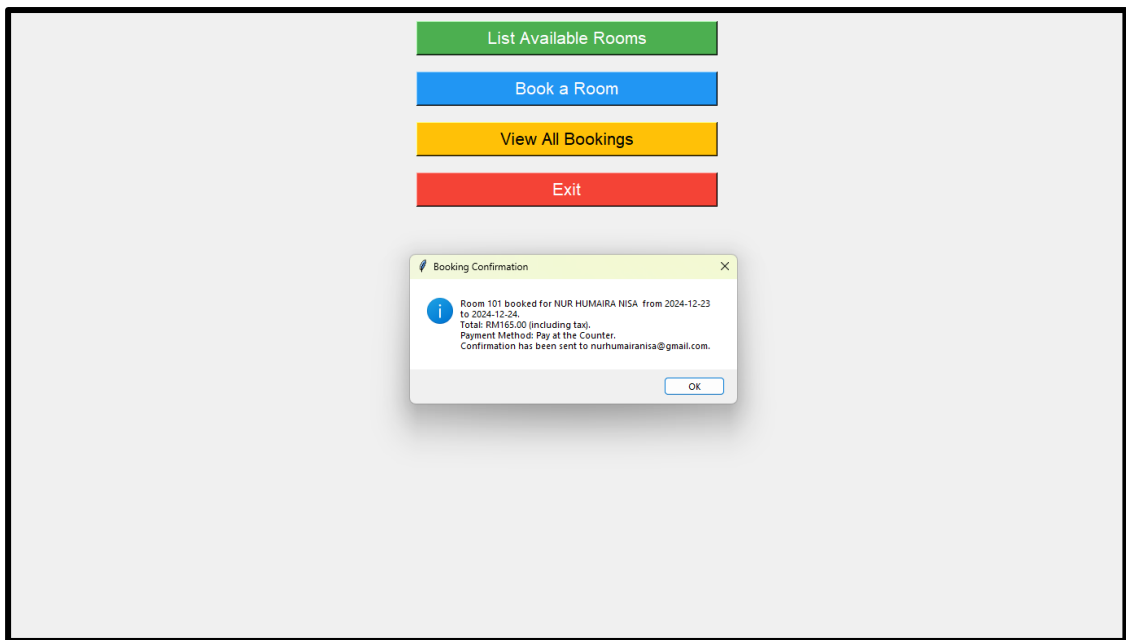 List Available Rooms
Book a Room
View All Bookings
Exit
Booking Confirmation
Room 101 booked for NUR HUMAIRA NISA  from 2024-12-23
to 2024-12-24.
Total: RM165.00 (including tax).
Payment Method: Pay at the Counter.
Confirmation has been sent to nurhumairanisa@gmail.com.
OK